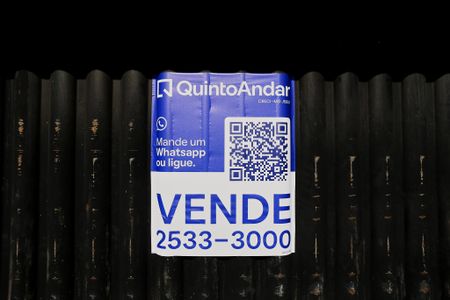 QuintoAndar
Mande um
Whatsapp
ou ligue.
VENDE
2533-3000